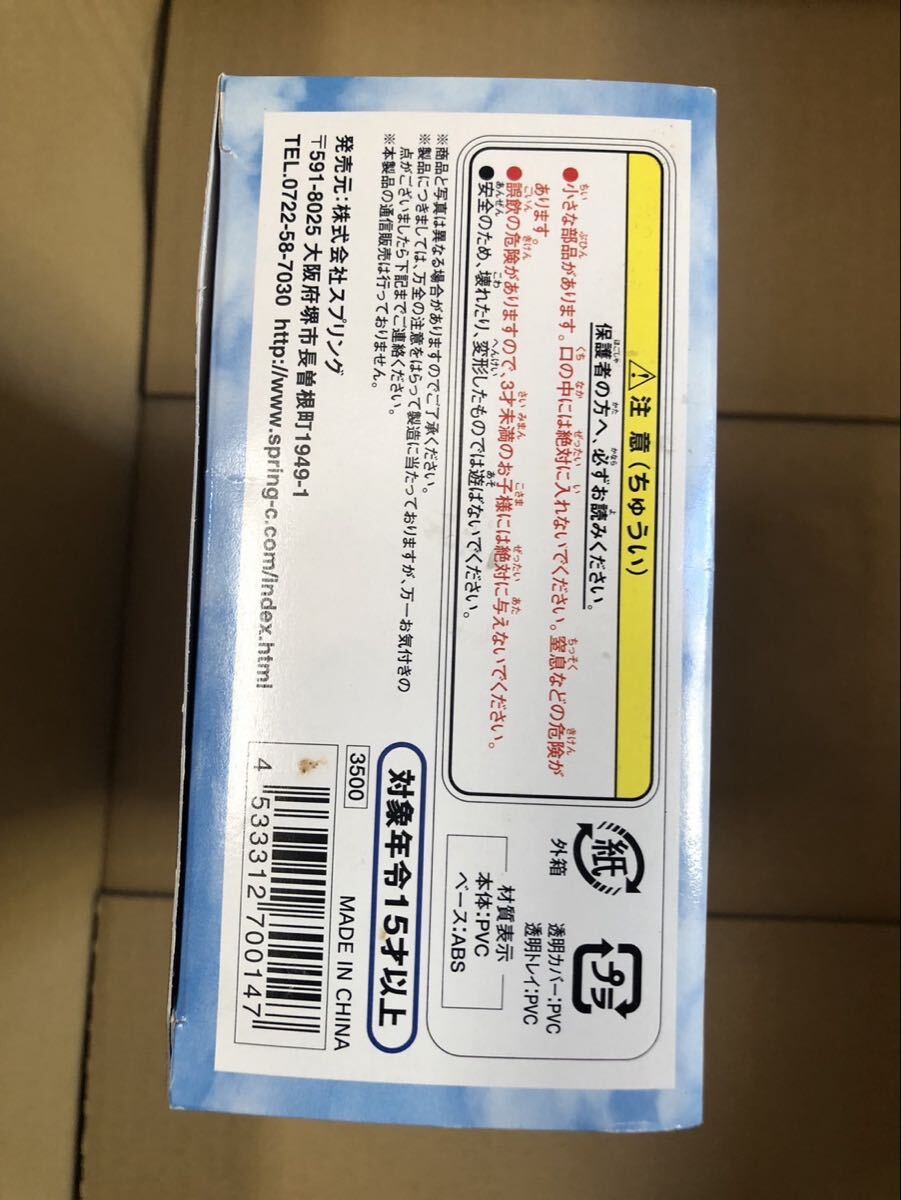 ⚠注意(ちゅうい)
保護者の方へ、必ずお読みください。
●小さな部品があります。口の中には絶対に入れないでください。窒息などの危険が
あります。
●誤飲の危険がありますので、3才未満のお子様には絶対に与えないでください。
●安全のため、壊れたり、変形したものでは遊ばないでください。
紙
外箱
プラ
透明カバー:PVC
透明トレイ:PVC
材質表示
本体:PVC
ベース:ABS
※商品と写真は異なる場合がありますのでご了承ください。
※製品につきましては、万全の注意をはらって製造に当たっておりますが、万一お気付きの
点がございましたら下記までご連絡ください。
※本製品の通信販売は行っておりません。
対象年令15才以上
発売元:株式会社スプリング
〒591-8025 大阪府堺市長曽根町1949-1
TEL.0722-58-7030 http://www.spring-c.com/index.html
3500
MADE IN CHINA
4 533312 700147